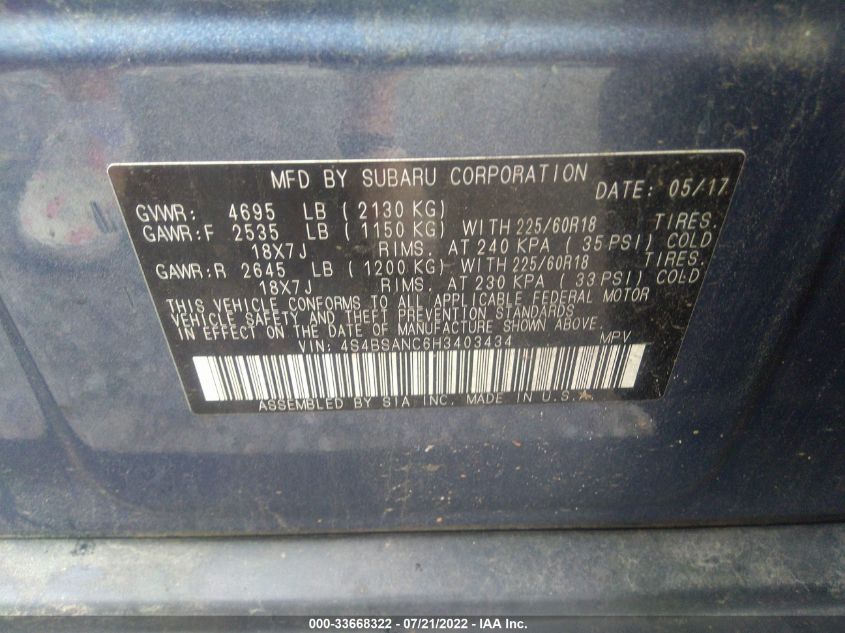 MFD BY SUBARU CORPORATION DATE: 05/17
GVWR: 4695 LB ( 2130 KG)
GAWR:F 2535 LB ( 1150 KG) WITH 225/60R18 TIRES.
18X7J RIMS. AT 240 KPA ( 35 PSI) COLD
GAWR:R 2645 LB ( 1200 KG) WITH 225/60R18 TIRES.
18X7J RIMS. AT 230 KPA ( 33 PSI) COLD
THIS VEHICLE CONFORMS TO ALL APPLICABLE FEDERAL MOTOR
VEHICLE SAFETY AND THEFT PREVENTION STANDARDS
IN EFFECT ON THE DATE OF MANUFACTURE SHOWN ABOVE.
VIN: 4S4BSANC6H3403434 MPV
ASSEMBLED BY SIA INC. MADE IN U.S.A.
000-33668322 - 07/21/2022 - IAA Inc.